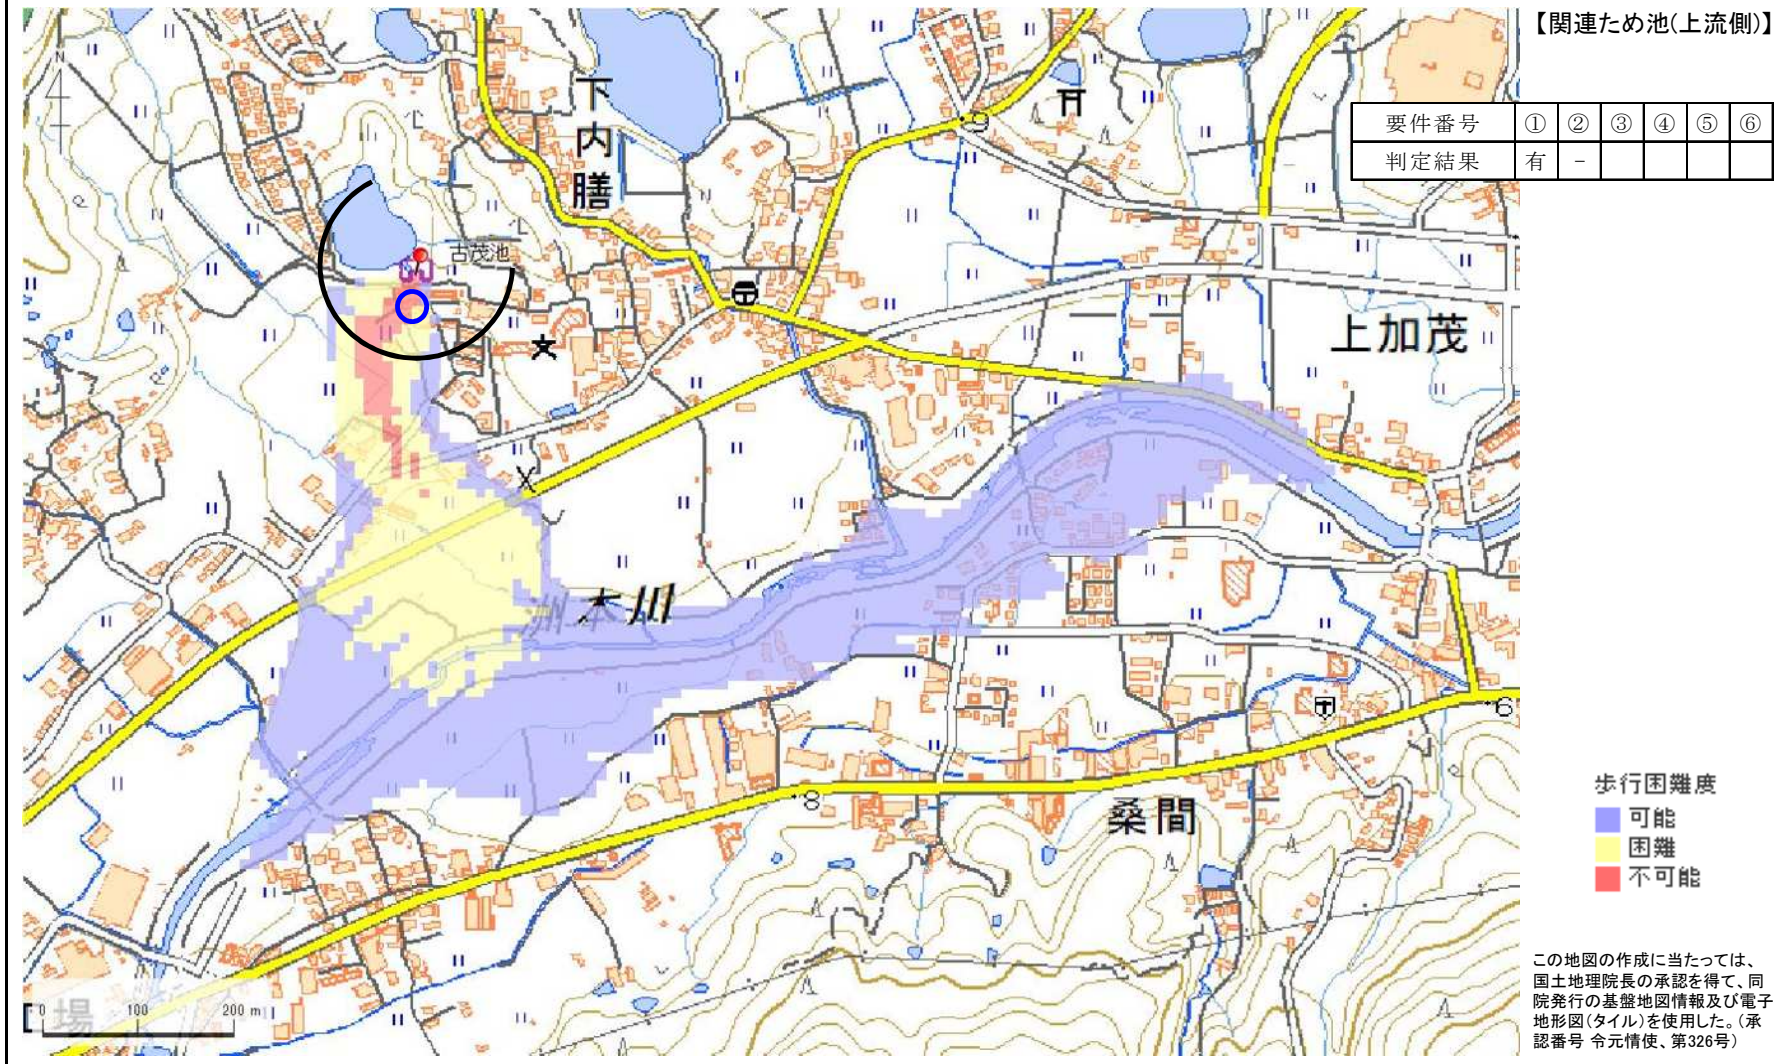 【関連ため池(上流側)】
要件番号 ① ② ③ ④ ⑤ ⑥
判定結果 有 -
下内膳
古茂池
上加茂
洲本川
桑間
場
歩行困難度
可能
困難
不可能
0 100 200 m
この地図の作成に当たっては、
国土地理院長の承認を得て、同
院発行の基盤地図情報及び電子
地形図(タイル)を使用した。(承
認番号 令元情使、第326号)